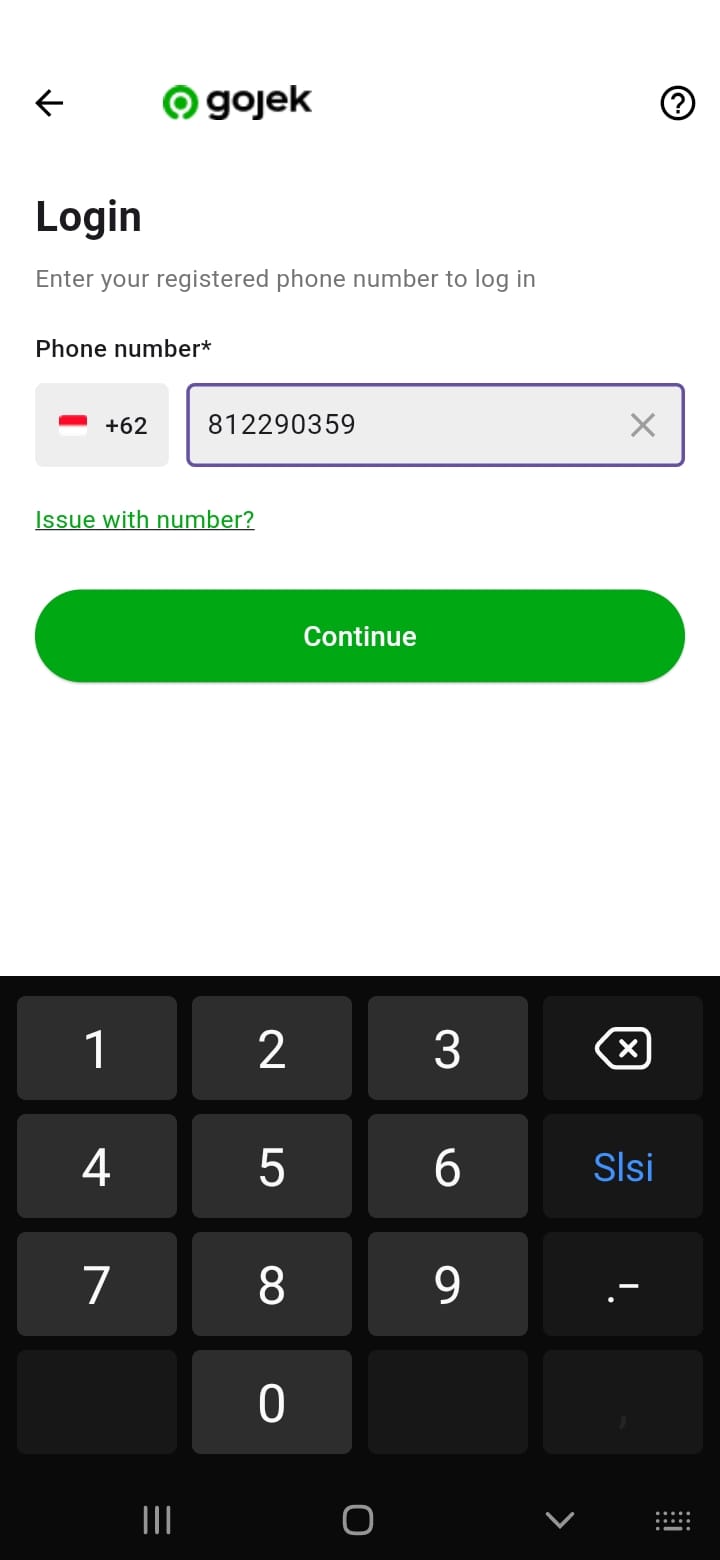 gojek
Login
Enter your registered phone number to log in
Phone number*
+62 812290359
Issue with number?
Continue
1 2 3
4 5 6 Slsi
7 8 9 .-
0 ,